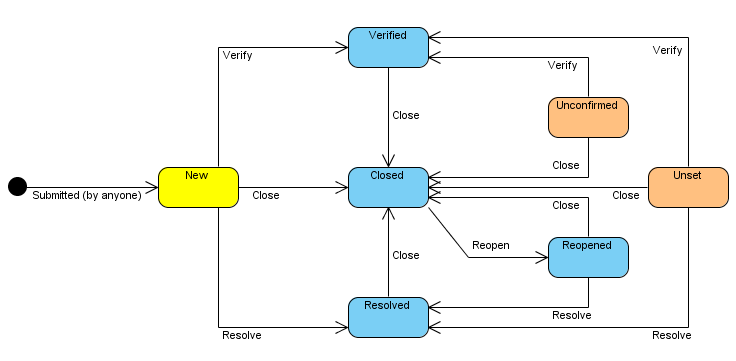 Verified
Verify
Verify
Verify
Unconfirmed
Close
Close
New
Closed
Unset
Submitted (by anyone)
Close
Close
Close
Reopen
Reopened
Close
Resolved
Resolve
Resolve
Resolve